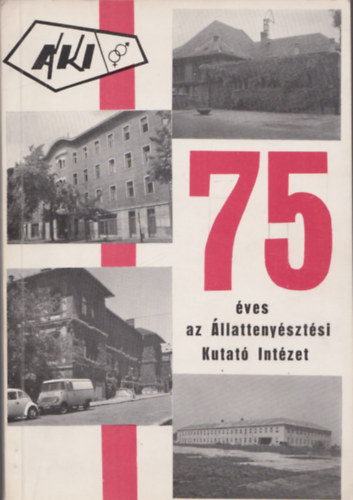 ÁKI
75
éves
az Állattenyésztési
Kutató Intézet